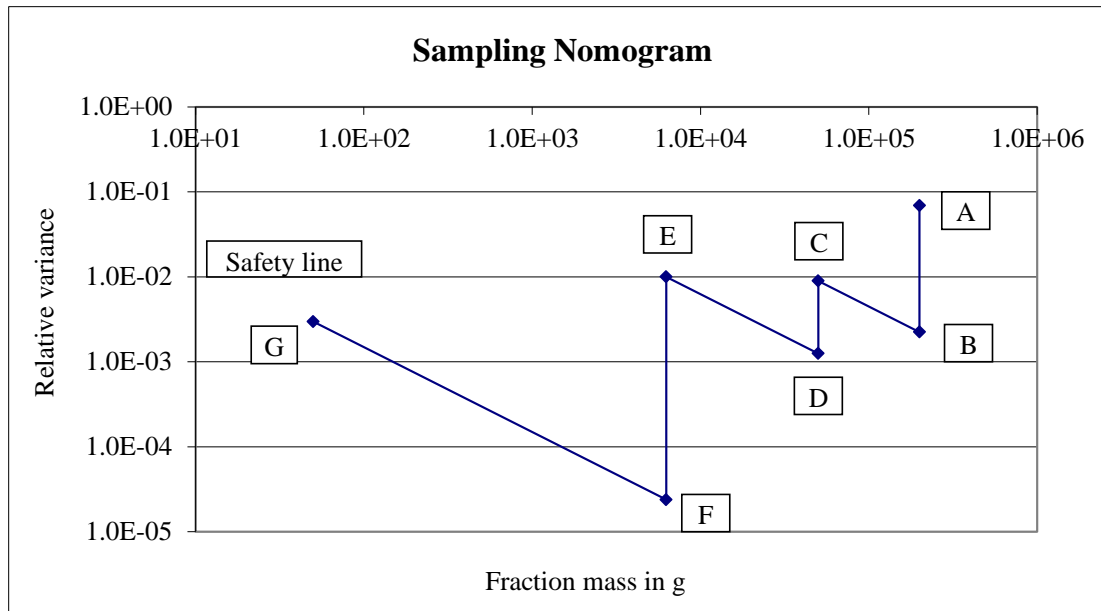 Sampling Nomogram
1.0E+00
1.0E+01 1.0E+02 1.0E+03 1.0E+04 1.0E+05 1.0E+06
1.0E-01
A
E
C
Safety line
1.0E-02
G
B
1.0E-03
D
1.0E-04
F
1.0E-05
Relative variance
Fraction mass in g